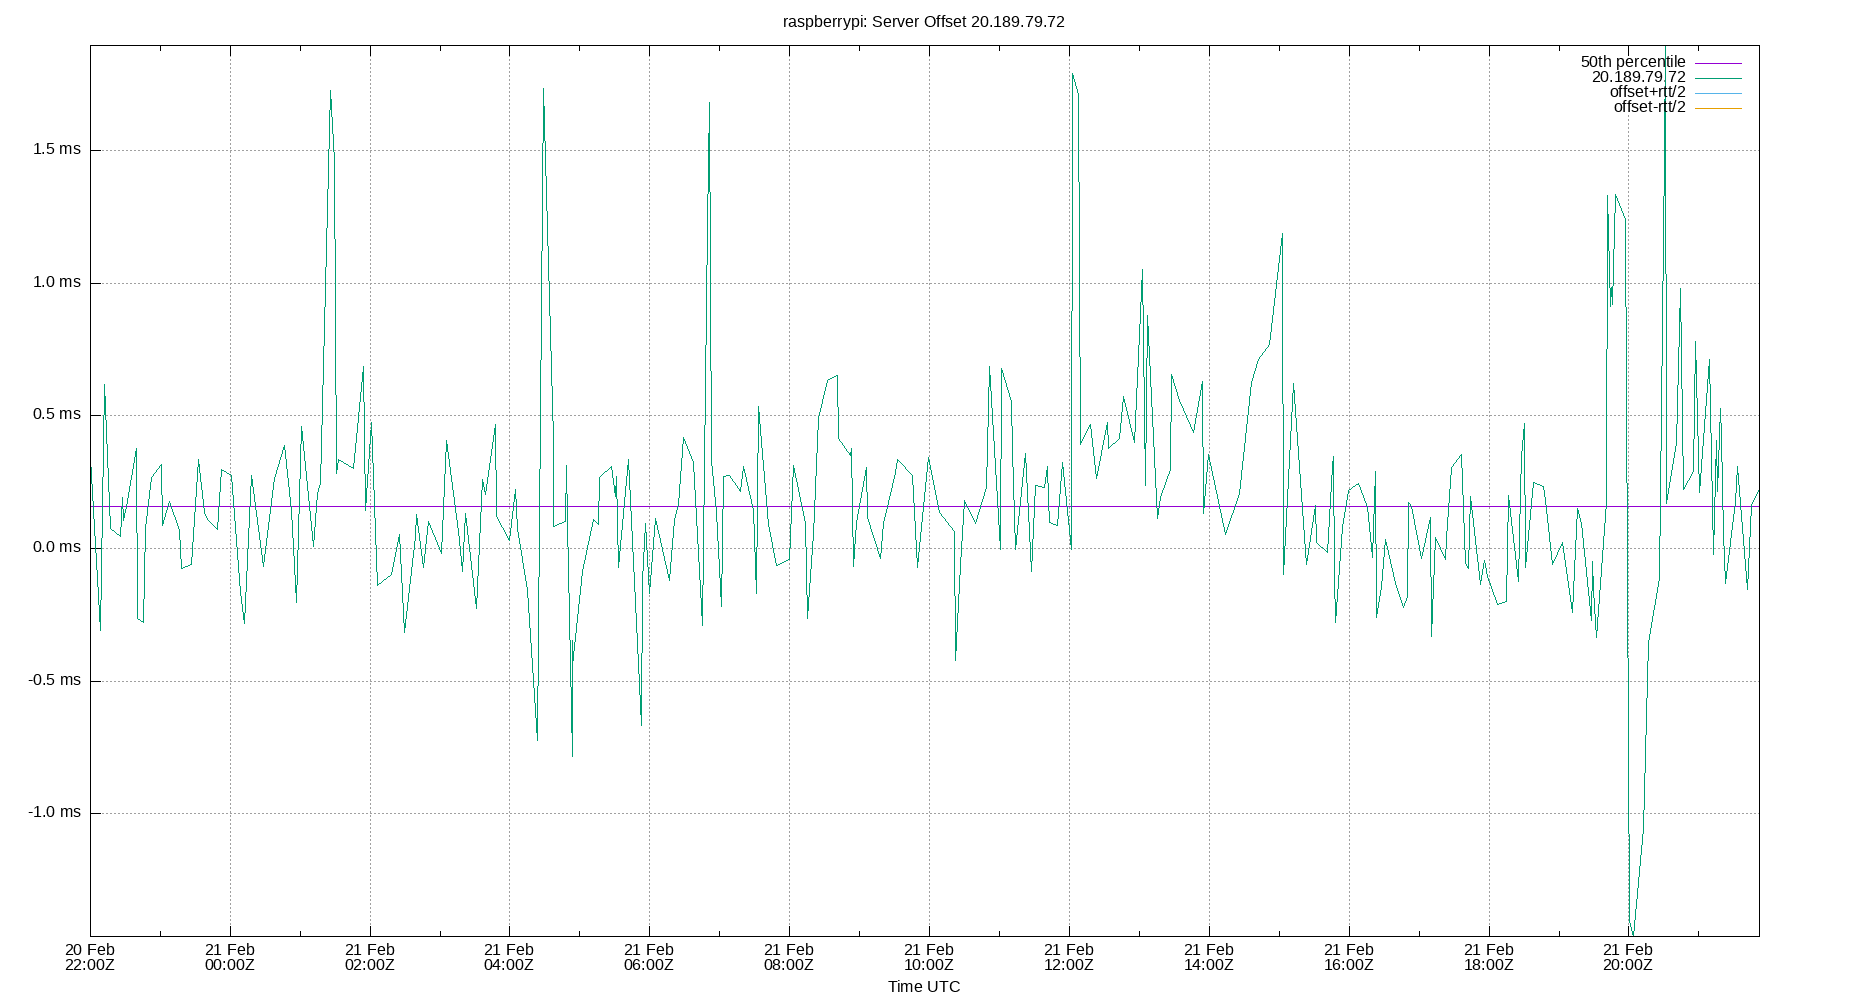 raspberrypi: Server Offset 20.189.79.72
50th percentile
20.189.79.72
offset+rtt/2
offset-rtt/2
1.5 ms
1.0 ms
0.5 ms
0.0 ms
-0.5 ms
-1.0 ms
20 Feb 21 Feb 21 Feb 21 Feb 21 Feb 21 Feb 21 Feb 21 Feb 21 Feb 21 Feb 21 Feb 21 Feb
22:00Z 00:00Z 02:00Z 04:00Z 06:00Z 08:00Z 10:00Z 12:00Z 14:00Z 16:00Z 18:00Z 20:00Z
Time UTC